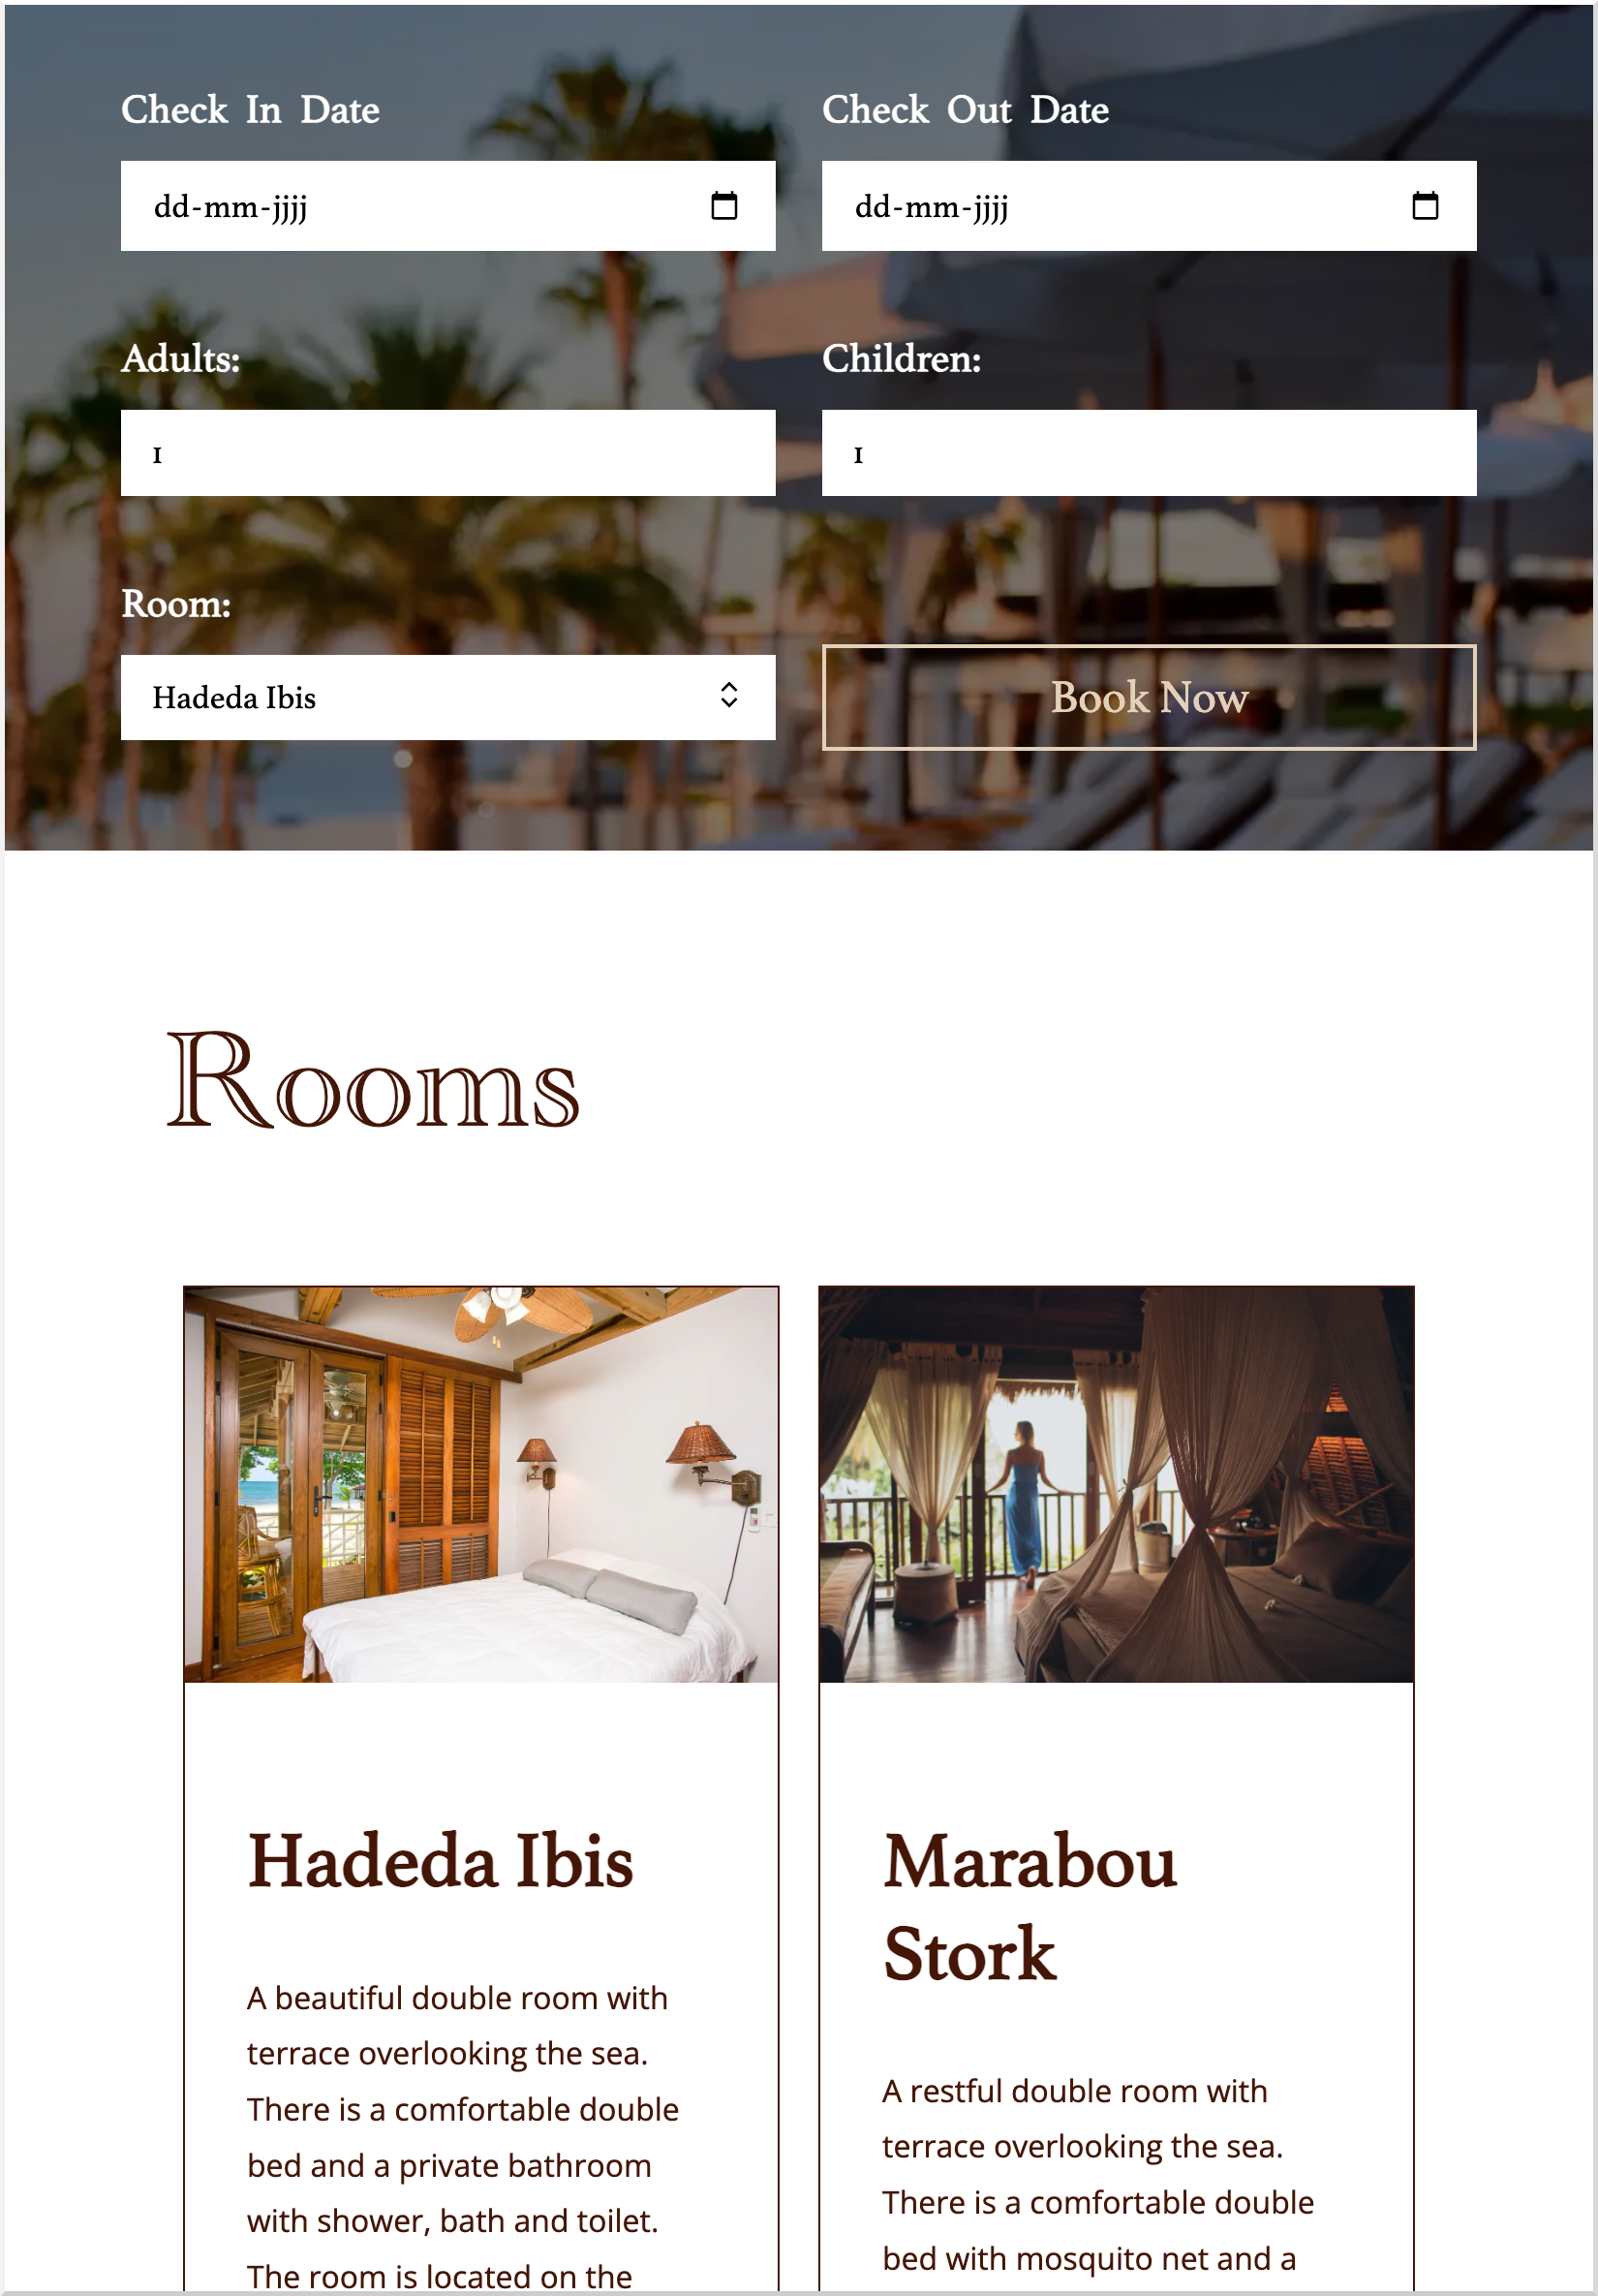 Check In Date
Check Out Date
dd-mm-jjjj
dd-mm-jjjj
Adults:
Children:
1
1
Room:
Hadeda Ibis
Book Now
Rooms
Hadeda Ibis
A beautiful double room with
terrace overlooking the sea.
There is a comfortable double
bed and a private bathroom
with shower, bath and toilet.
The room is located on the
Marabou
Stork
A restful double room with
terrace overlooking the sea.
There is a comfortable double
bed with mosquito net and a